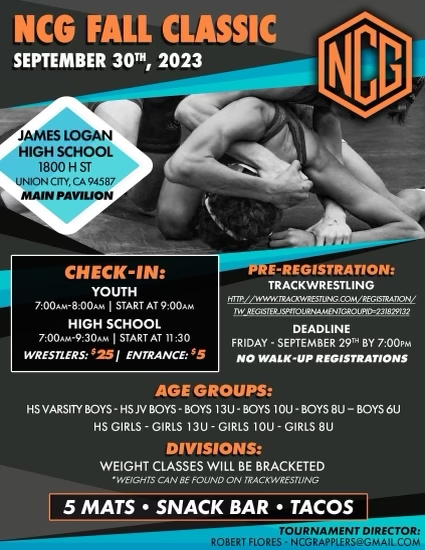 NCG FALL CLASSIC
SEPTEMBER 30TH, 2023
NCG
JAMES LOGAN
HIGH SCHOOL
1800 H ST
UNION CITY, CA 94587
MAIN PAVILION
CHECK-IN:
YOUTH
7:00AM-8:00AM | START AT 9:00AM
HIGH SCHOOL
7:00AM-9:30AM | START AT 11:30
WRESTLERS: $25 | ENTRANCE: $5
PRE-REGISTRATION:
TRACKWRESTLING
HTTP://WWW.TRACKWRESTLING.COM/REGISTRATION/
TW_REGISTER.JSP?TOURNAMENTGROUPID=231829132
DEADLINE
FRIDAY - SEPTEMBER 29TH BY 7:00PM
NO WALK-UP REGISTRATIONS
AGE GROUPS:
HS VARSITY BOYS - HS JV BOYS - BOYS 13U - BOYS 10U - BOYS 8U – BOYS 6U
HS GIRLS - GIRLS 13U - GIRLS 10U - GIRLS 8U
DIVISIONS:
WEIGHT CLASSES WILL BE BRACKETED
*WEIGHTS CAN BE FOUND ON TRACKWRESTLING
5 MATS • SNACK BAR • TACOS
TOURNAMENT DIRECTOR:
ROBERT FLORES - NCGRAPPLERS@GMAIL.COM